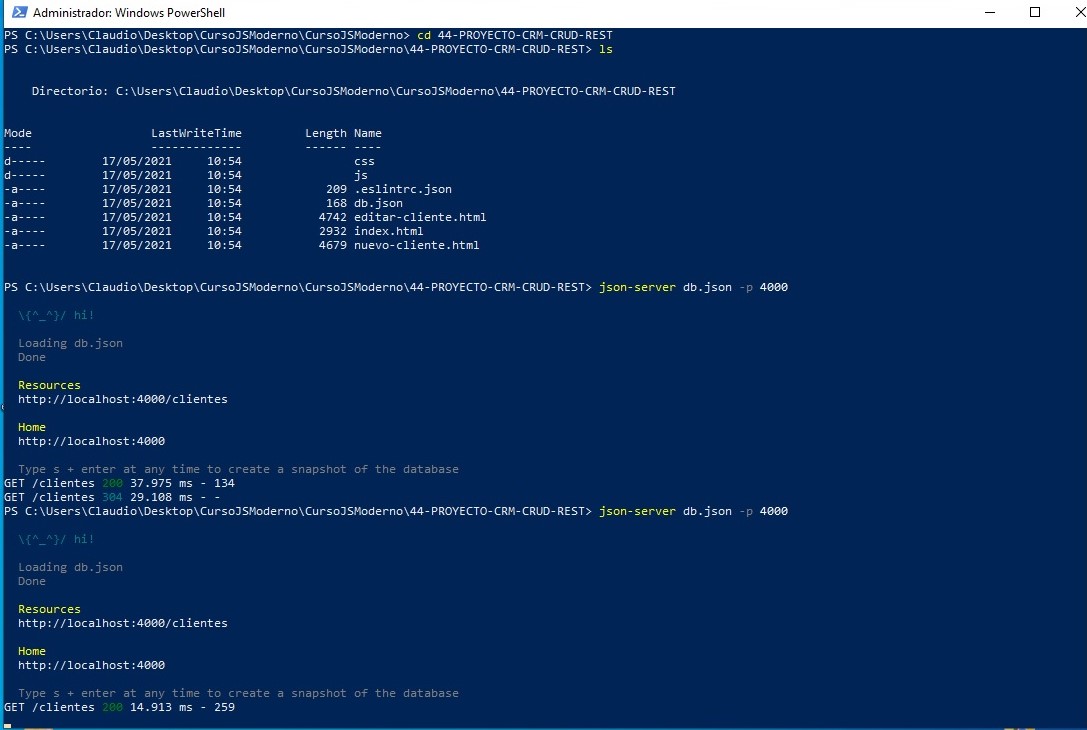 Administrador: Windows PowerShell
PS C:\Users\Claudio\Desktop\CursoJSModerno\CursoJSModerno> cd 44-PROYECTO-CRM-CRUD-REST
PS C:\Users\Claudio\Desktop\CursoJSModerno\CursoJSModerno\44-PROYECTO-CRM-CRUD-REST> ls
Directorio: C:\Users\Claudio\Desktop\CursoJSModerno\CursoJSModerno\44-PROYECTO-CRM-CRUD-REST
Mode LastWriteTime Length Name
---- ------------- ------ ----
d----- 17/05/2021 10:54 css
d----- 17/05/2021 10:54 js
-a---- 17/05/2021 10:54 209 .eslintrc.json
-a---- 17/05/2021 10:54 168 db.json
-a---- 17/05/2021 10:54 4742 editar-cliente.html
-a---- 17/05/2021 10:54 2932 index.html
-a---- 17/05/2021 10:54 4679 nuevo-cliente.html
PS C:\Users\Claudio\Desktop\CursoJSModerno\CursoJSModerno\44-PROYECTO-CRM-CRUD-REST> json-server db.json -p 4000
\{^_^}/ hi!
Loading db.json
Done
Resources
http://localhost:4000/clientes
Home
http://localhost:4000
Type s + enter at any time to create a snapshot of the database
GET /clientes 200 37.975 ms - 134
GET /clientes 304 29.108 ms - -
PS C:\Users\Claudio\Desktop\CursoJSModerno\CursoJSModerno\44-PROYECTO-CRM-CRUD-REST> json-server db.json -p 4000
\{^_^}/ hi!
Loading db.json
Done
Resources
http://localhost:4000/clientes
Home
http://localhost:4000
Type s + enter at any time to create a snapshot of the database
GET /clientes 200 14.913 ms - 259